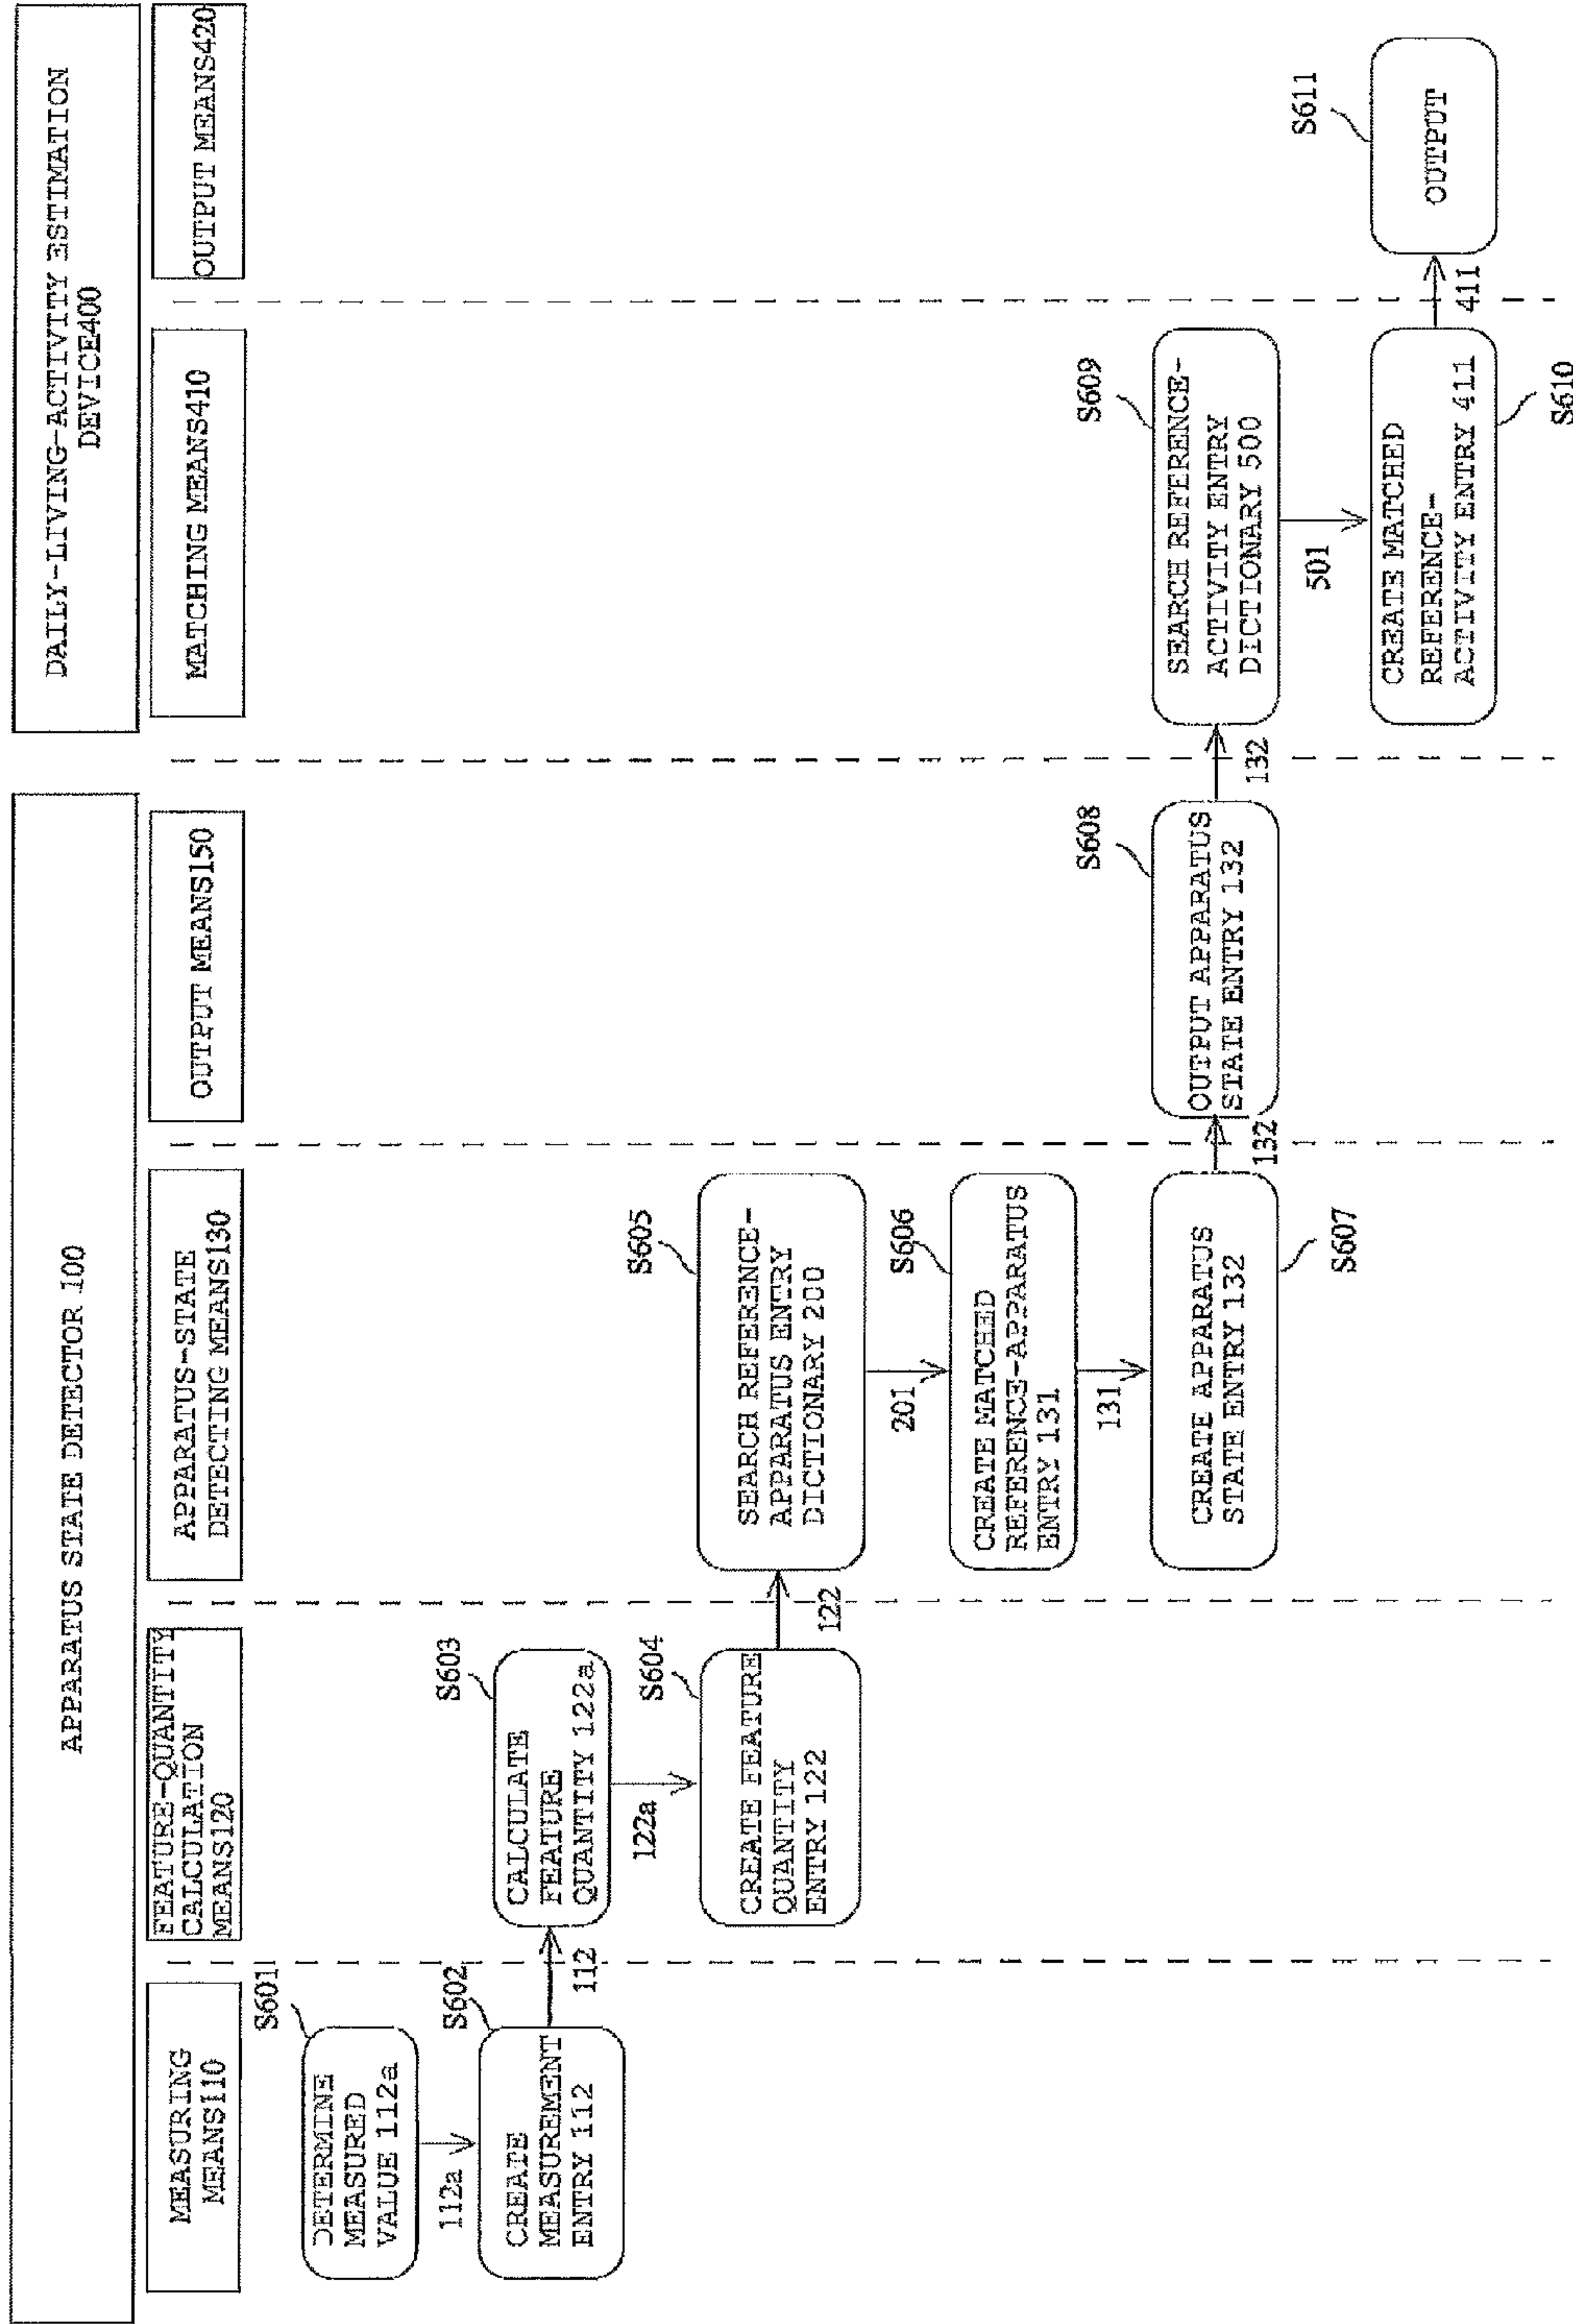 APPARATUS STATE DETECTOR 100
DAILY-LIVING-ACTIVITY ESTIMATION
DEVICE400
MEASURING
MEANS110
FEATURE-QUANTITY
CALCULATION
MEANS120
APPARATUS-STATE
DETECTING MEANS130
OUTPUT MEANS150
MATCHING MEANS410
OUTPUT MEANS420
S601
DETERMINE
MEASURED
VALUE 112a
112a
S602
CREATE
MEASUREMENT
ENTRY 112
112
S603
CALCULATE
FEATURE
QUANTITY 122a
122a
S604
CREATE FEATURE
QUANTITY
ENTRY 122
122
S605
SEARCH REFERENCE-
APPARATUS ENTRY
DICTIONARY 200
201
S606
CREATE MATCHED
REFERENCE-APPARATUS
ENTRY 131
131
CREATE APPARATUS
STATE ENTRY 132
S607
132
S608
OUTPUT APPARATUS
STATE ENTRY 132
132
S609
SEARCH REFERENCE-
ACTIVITY ENTRY
DICTIONARY 500
501
CREATE MATCHED
REFERENCE-
ACTIVITY ENTRY 411
S610
411
S611
OUTPUT